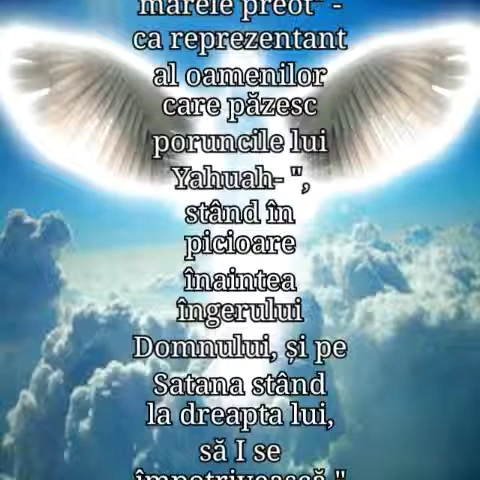 marele preot" -
ca reprezentant
al oamenilor
care păzesc
poruncile lui
Yahuah- ",
stând în
picioare
înaintea
îngerului
Domnului, și pe
Satana stând
la dreapta lui,
să I se
împotrivească."